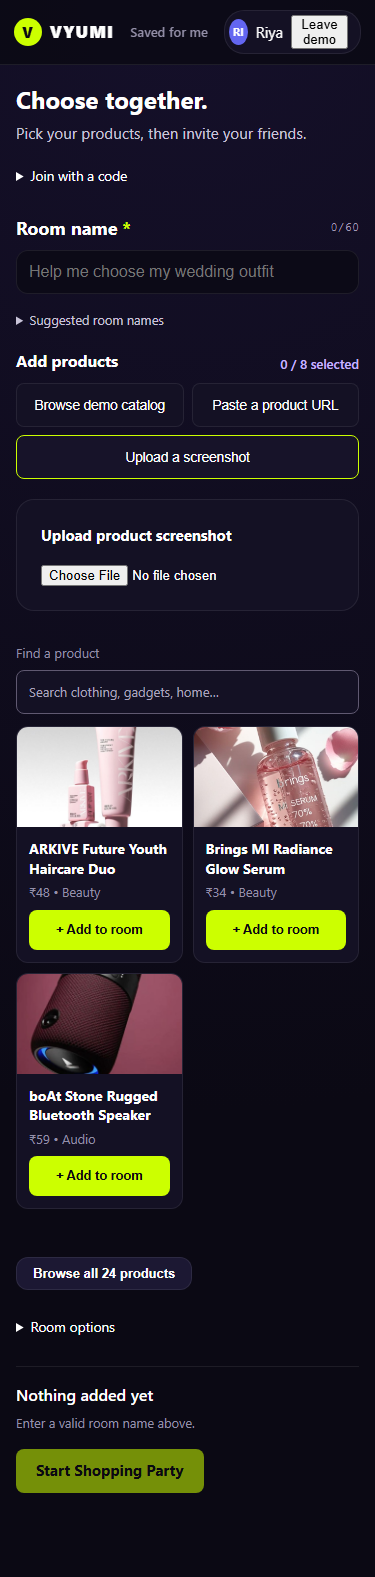 V VYUMI Saved for me RI Riya Leave demo
Choose together.
Pick your products, then invite your friends.
Join with a code
Room name * 0/60
Help me choose my wedding outfit
Suggested room names
Add products 0 / 8 selected
Browse demo catalog Paste a product URL
Upload a screenshot
Upload product screenshot
Choose File No file chosen
Find a product
Search clothing, gadgets, home...
ARKIVE
Brings
SERUM
70%
70%
ARKIVE Future Youth
Haircare Duo
₹48 • Beauty
+ Add to room
Brings MI Radiance
Glow Serum
₹34 • Beauty
+ Add to room
boAt Stone Rugged
Bluetooth Speaker
₹59 • Audio
+ Add to room
Browse all 24 products
Room options
Nothing added yet
Enter a valid room name above.
Start Shopping Party